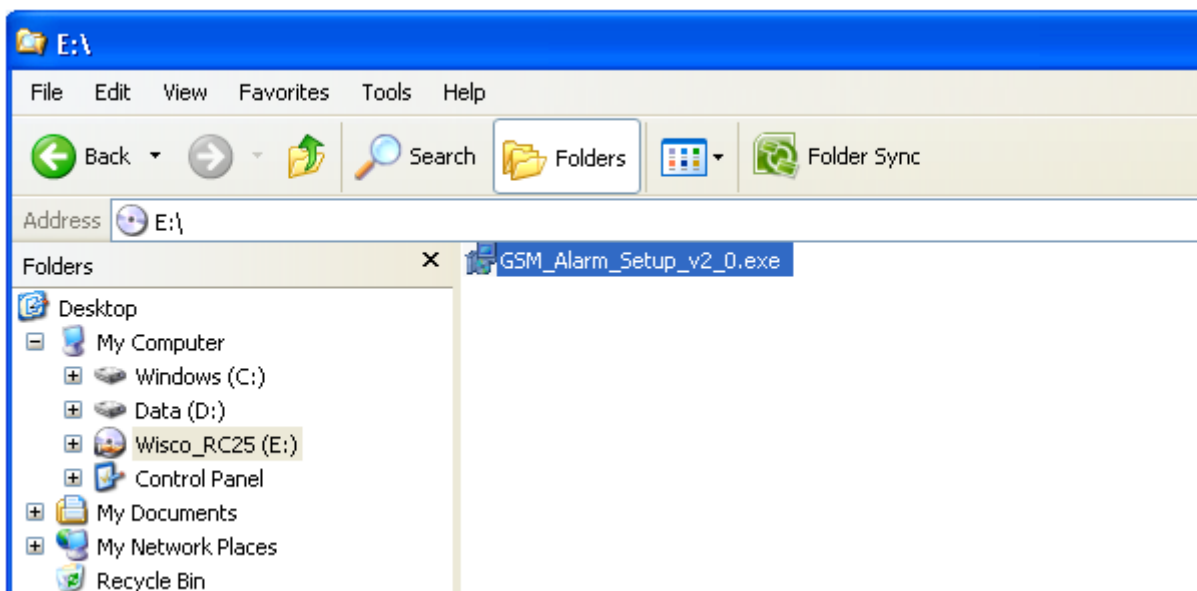 E:\
File Edit View Favorites Tools Help
Back Search Folders Folder Sync
Address E:\
Folders
GSM_Alarm_Setup_v2_0.exe
Desktop
My Computer
Windows (C:)
Data (D:)
Wisco_RC25 (E:)
Control Panel
My Documents
My Network Places
Recycle Bin